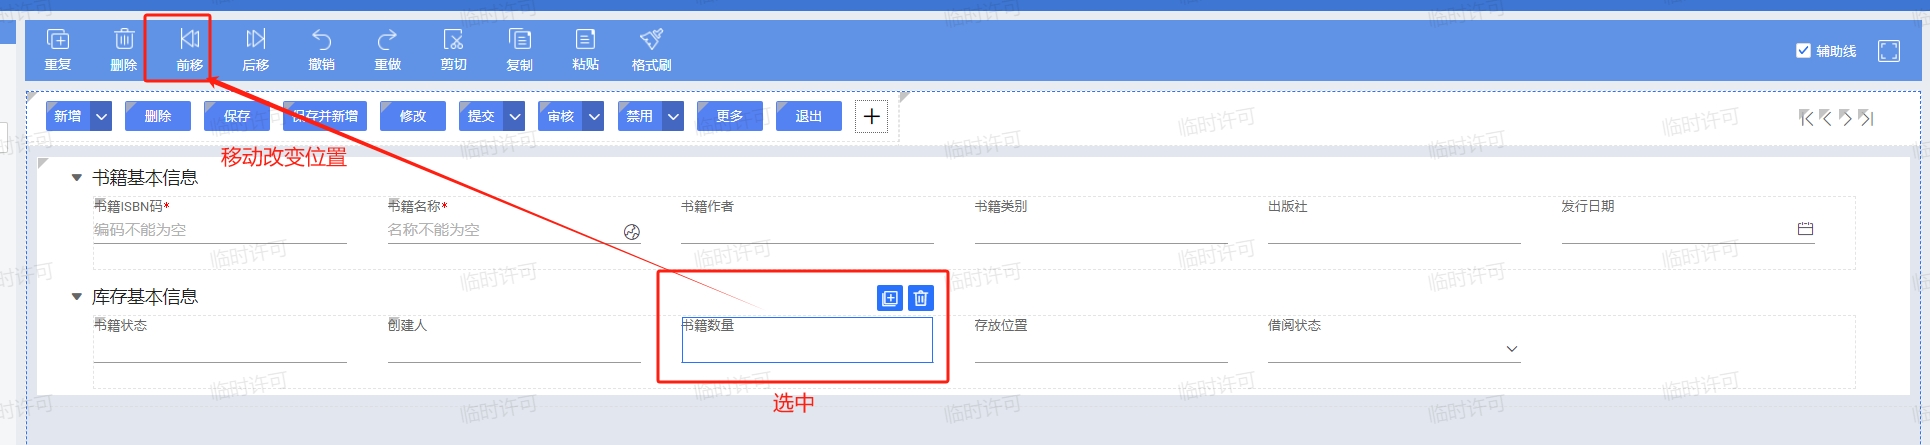 重复 删除 前移 后移 撤销 重做 剪切 复制 粘贴 格式刷 辅助线
新增 删除 保存 保存并新增 修改 提交 审核 禁用 更多 退出
移动改变位置
书籍基本信息
书籍ISBN码* 书籍名称* 书籍作者 书籍类别 出版社 发行日期
编码不能为空 名称不能为空
库存基本信息
书籍状态 创建人 书籍数量 存放位置 借阅状态
选中
临时许可